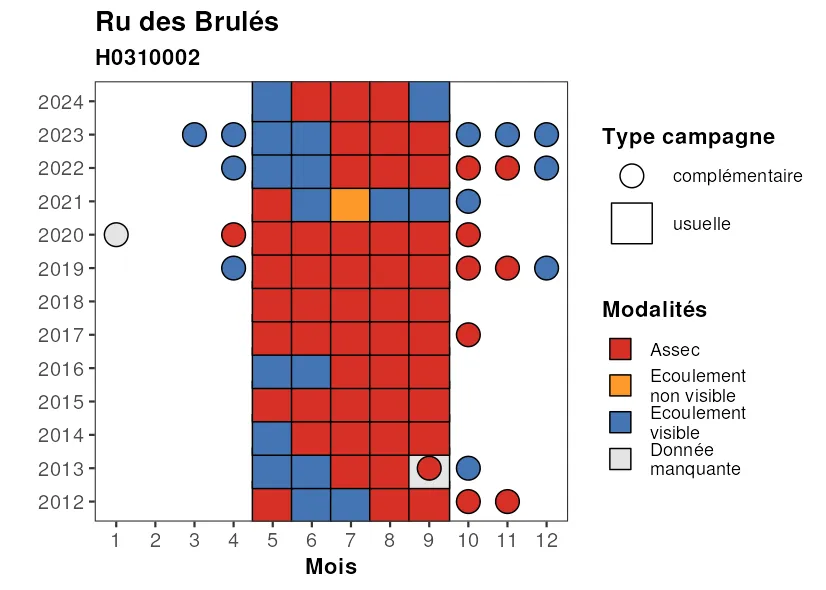 Ru des Brulés
H0310002
2024
2023
2022
2021
2020
2019
2018
2017
2016
2015
2014
2013
2012
1 2 3 4 5 6 7 8 9 10 11 12
Mois
Type campagne
complémentaire
usuelle
Modalités
Assec
Ecoulement
non visible
Ecoulement
visible
Donnée
manquante